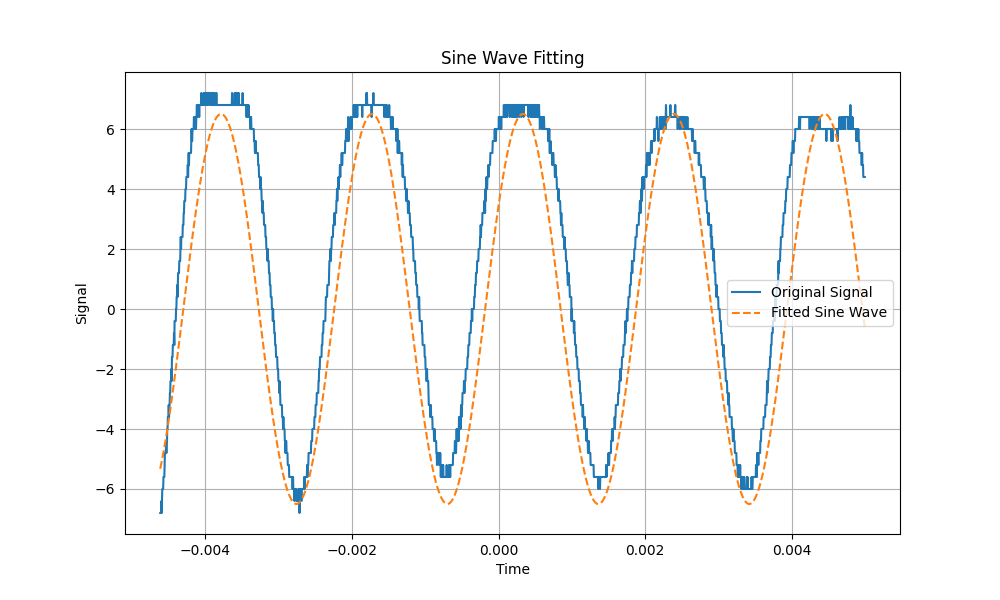 Sine Wave Fitting
Signal
6
4
2
0
−2
−4
−6
Original Signal
Fitted Sine Wave
−0.004
−0.002
0.000
0.002
0.004
Time